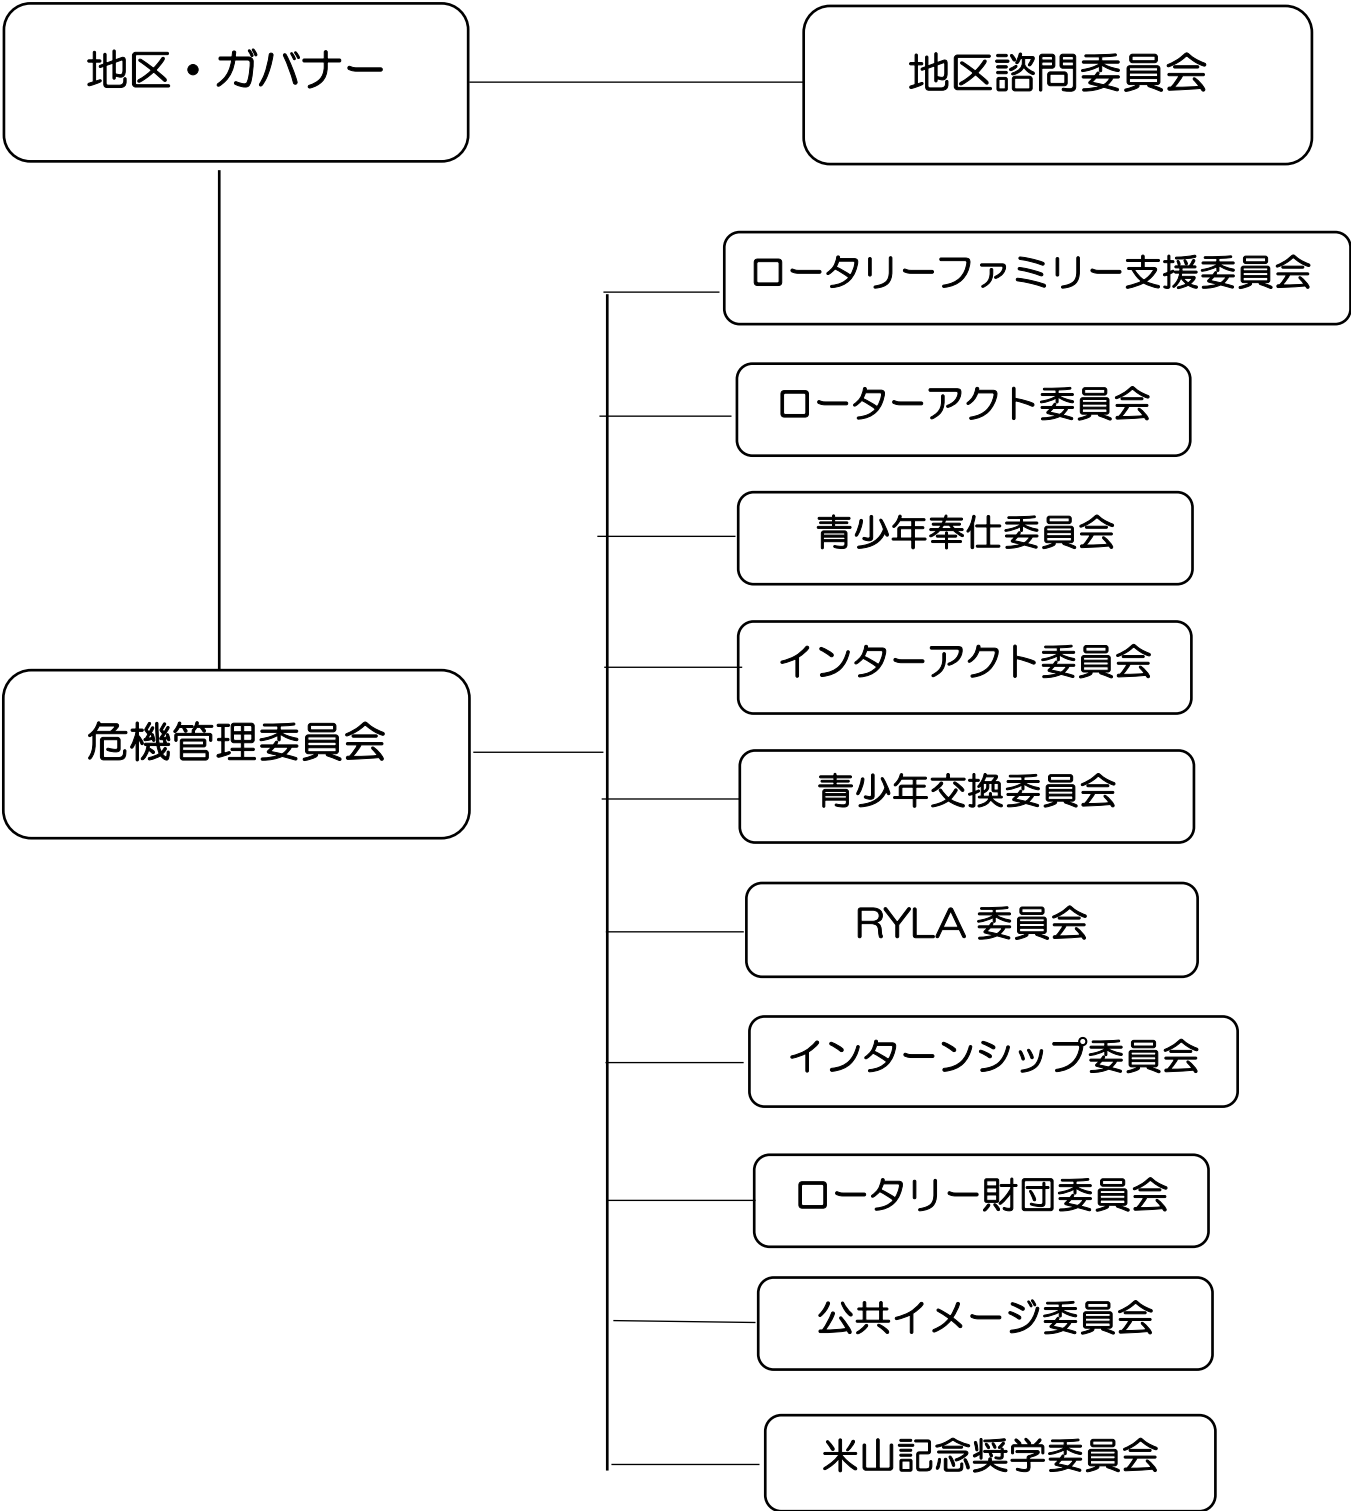 地区・ガバナー
地区諮問委員会
ロータリーファミリー支援委員会
ローターアクト委員会
青少年奉仕委員会
インターアクト委員会
危機管理委員会
青少年交換委員会
RYLA 委員会
インターンシップ委員会
ロータリー財団委員会
公共イメージ委員会
米山記念奨学委員会